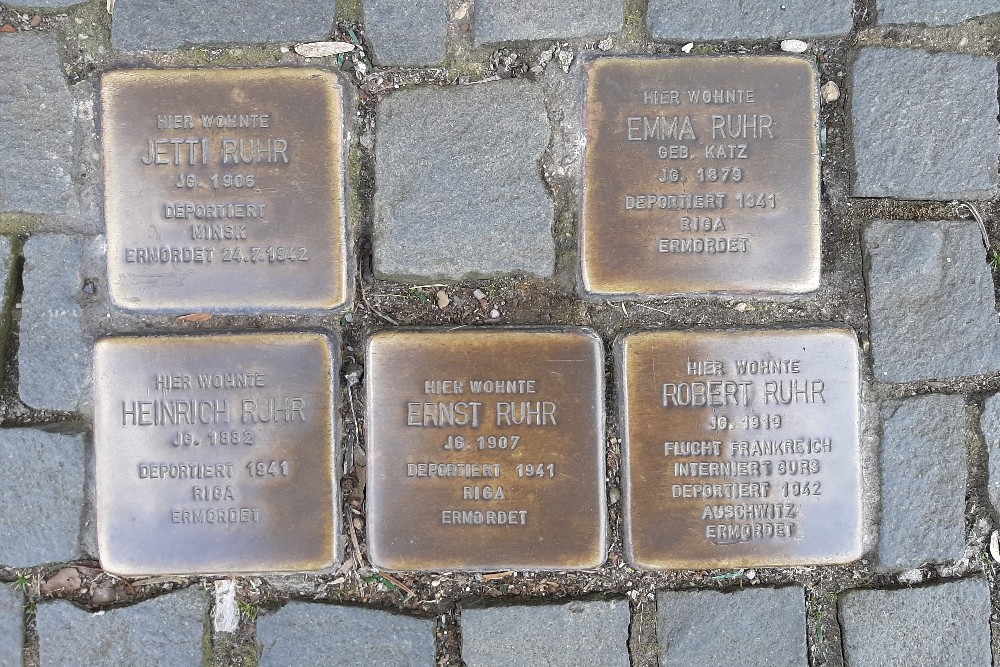 HIER WOHNTE
JETTI RUHR
JG. 1906
DEPORTIERT
MINSK
ERMORDET 24.7.1942
HIER WOHNTE
EMMA RUHR
GEB. KATZ
JG. 1879
DEPORTIERT 1941
RIGA
ERMORDET
HIER WOHNTE
HEINRICH RUHR
JG. 1882
DEPORTIERT 1941
RIGA
ERMORDET
HIER WOHNTE
ERNST RUHR
JG. 1907
DEPORTIERT 1941
RIGA
ERMORDET
HIER WOHNTE
ROBERT RUHR
JG. 1919
FLUCHT FRANKREICH
INTERNIERT GURS
DEPORTIERT 1942
AUSCHWITZ
ERMORDET